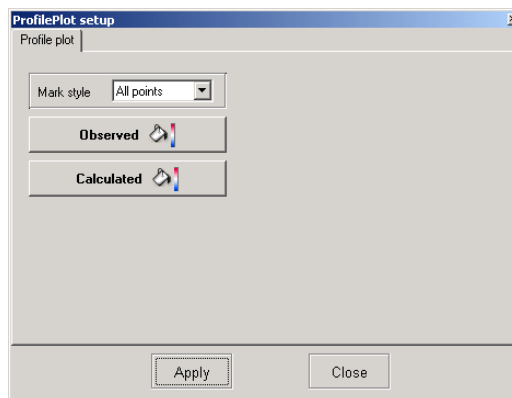 ProfilePlot setup
Profile plot
Mark style All points
Observed
Calculated
Apply Close